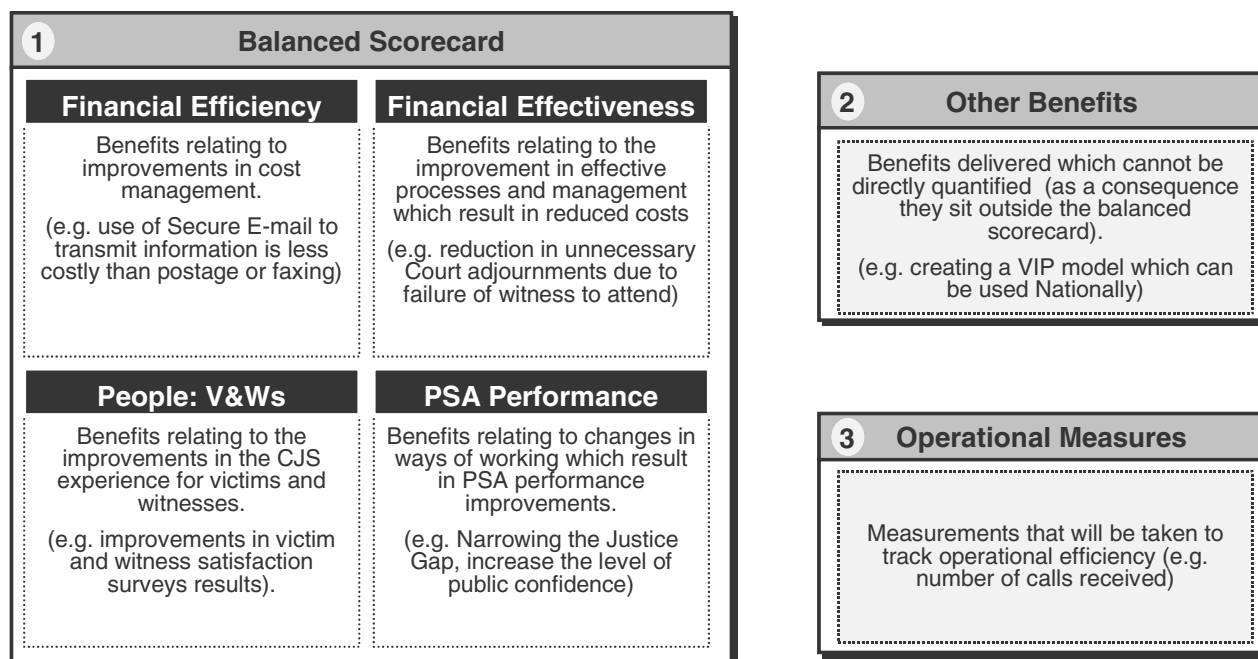 1 Balanced Scorecard
Financial Efficiency
Benefits relating to
improvements in cost
management.
(e.g. use of Secure E-mail to
transmit information is less
costly than postage or faxing)
Financial Effectiveness
Benefits relating to the
improvement in effective
processes and management
which result in reduced costs
(e.g. reduction in unnecessary
Court adjournments due to
failure of witness to attend)
People: V&Ws
Benefits relating to the
improvements in the CJS
experience for victims and
witnesses.
(e.g. improvements in victim
and witness satisfaction
surveys results).
PSA Performance
Benefits relating to changes in
ways of working which result
in PSA performance
improvements.
(e.g. Narrowing the Justice
Gap, increase the level of
public confidence)
2 Other Benefits
Benefits delivered which cannot be
directly quantified (as a consequence
they sit outside the balanced
scorecard).
(e.g. creating a VIP model which can
be used Nationally)
3 Operational Measures
Measurements that will be taken to
track operational efficiency (e.g.
number of calls received)